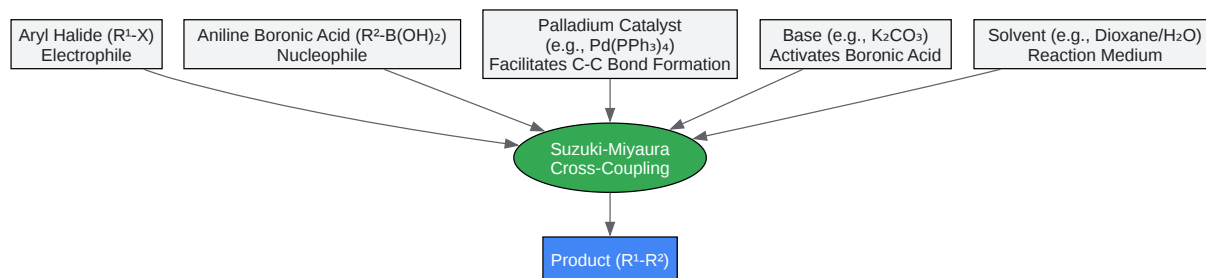 Aryl Halide (R¹-X)
Electrophile
Aniline Boronic Acid (R²-B(OH)₂)
Nucleophile
Palladium Catalyst
(e.g., Pd(PPh₃)₄)
Facilitates C-C Bond Formation
Base (e.g., K₂CO₃)
Activates Boronic Acid
Solvent (e.g., Dioxane/H₂O)
Reaction Medium
Suzuki-Miyaura
Cross-Coupling
Product (R¹-R²)